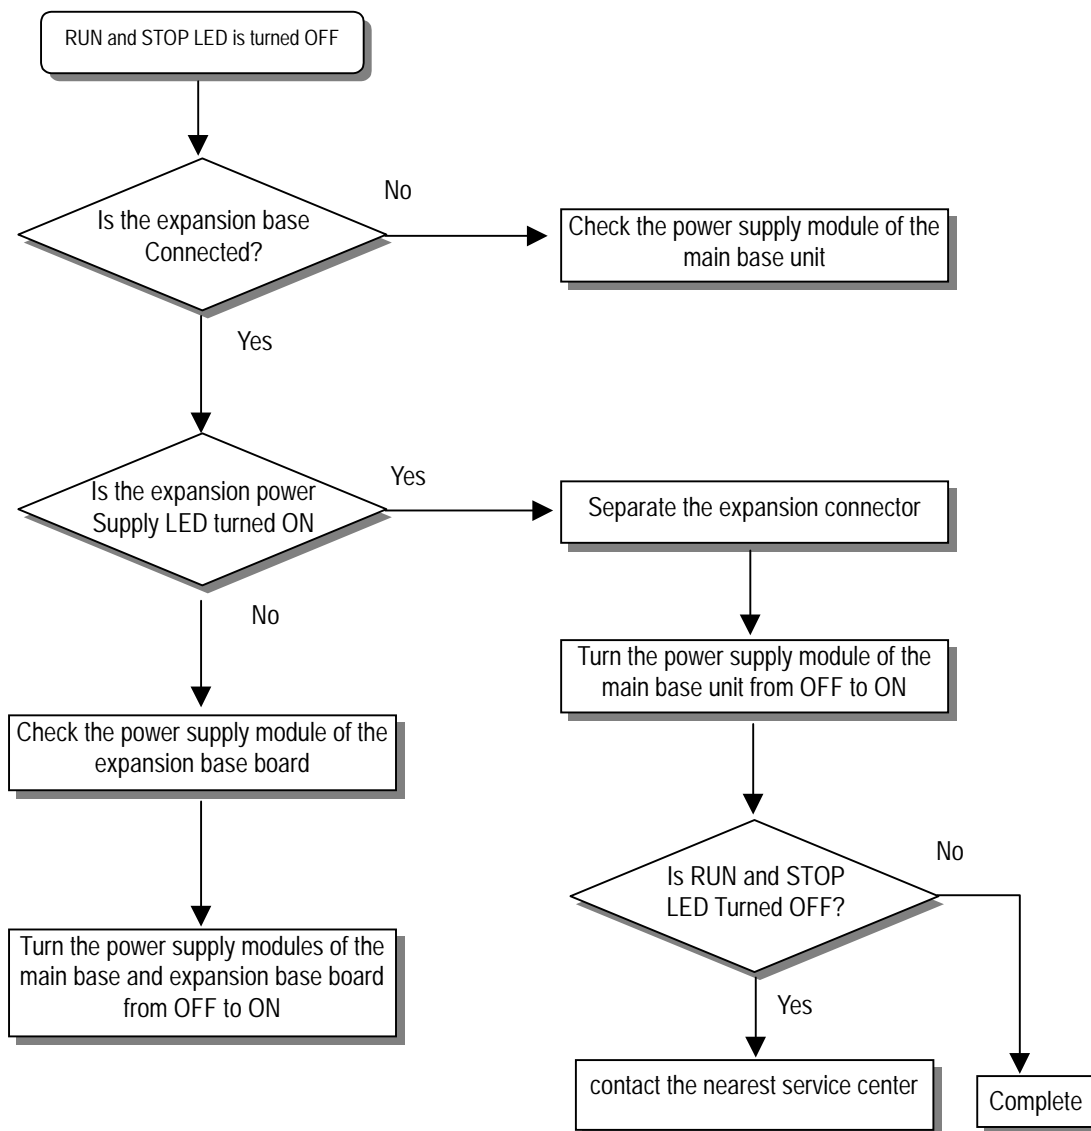 RUN and STOP LED is turned OFF
Is the expansion base
Connected?
No
Check the power supply module of the
main base unit
Yes
Is the expansion power
Supply LED turned ON
Yes
Separate the expansion connector
No
Turn the power supply module of the
main base unit from OFF to ON
Check the power supply module of the
expansion base board
Is RUN and STOP
LED Turned OFF?
No
Turn the power supply modules of the
main base and expansion base board
from OFF to ON
Yes
contact the nearest service center
Complete